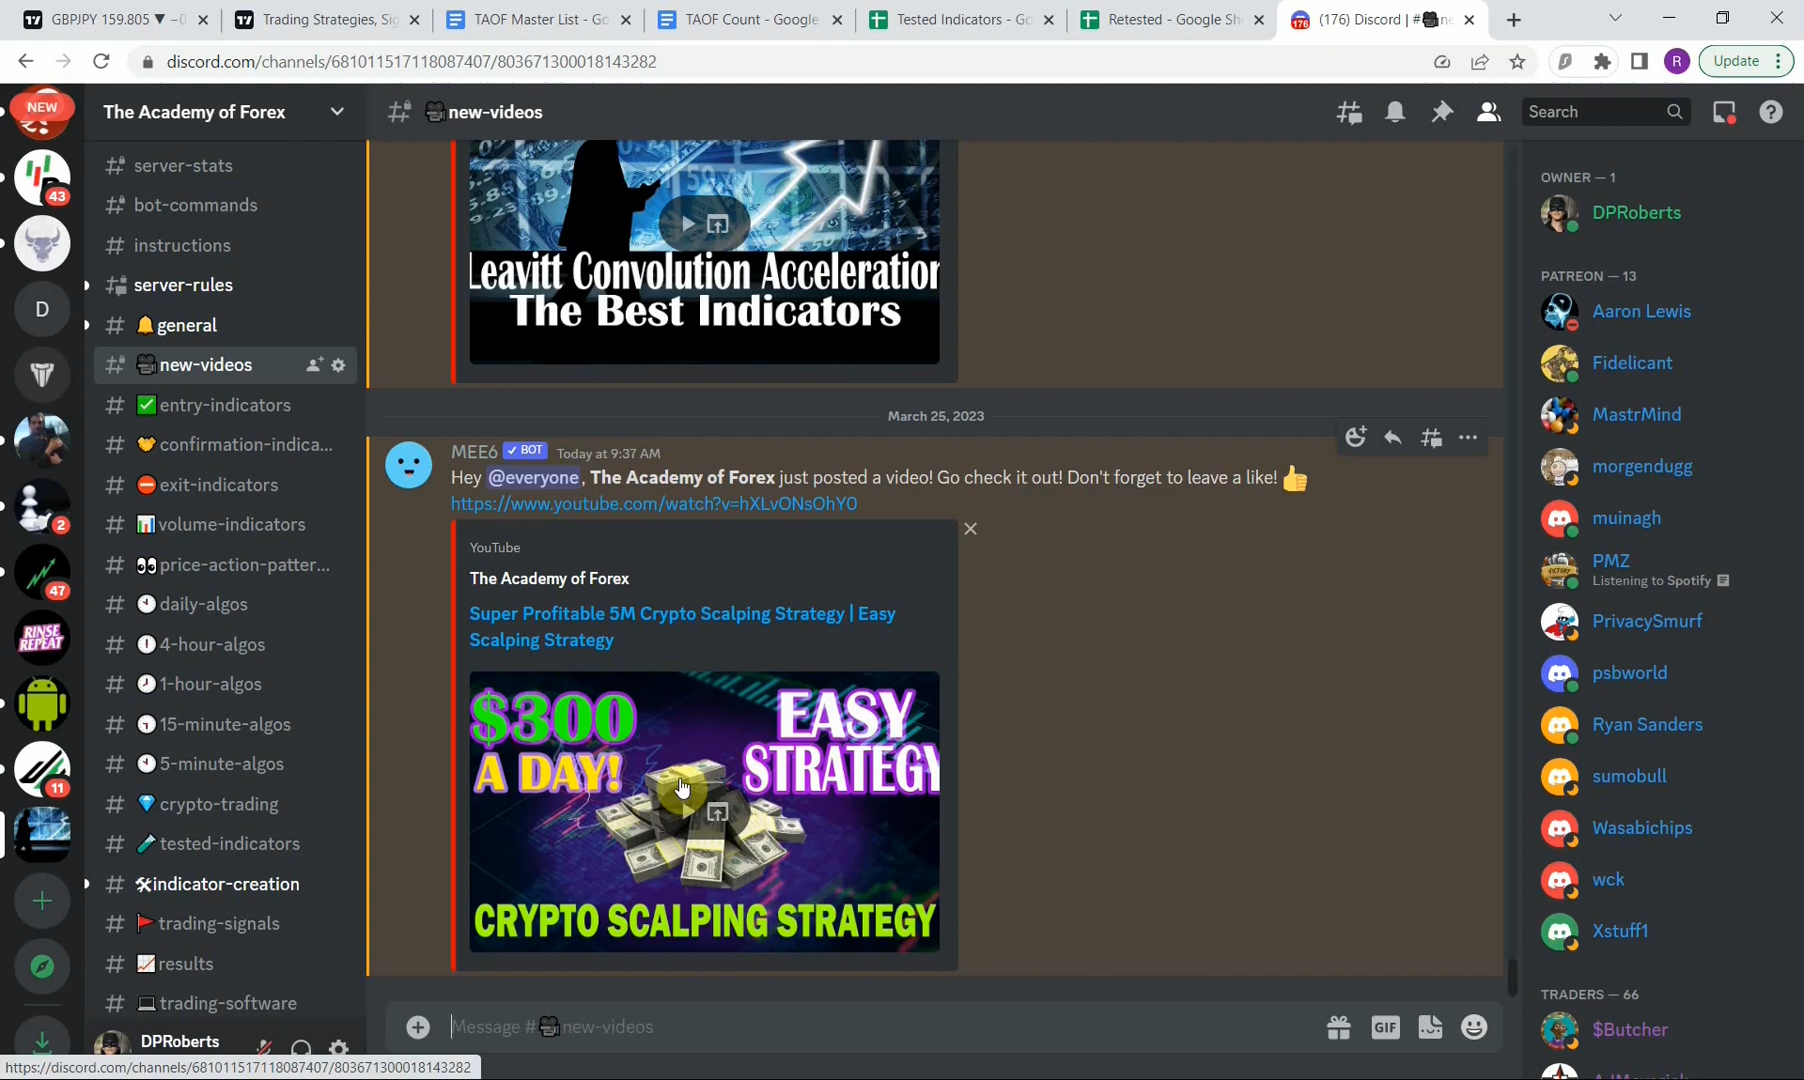 GBPJPY 159.805 ▼ −0
Trading Strategies, Sig
TAOF Master List - Go
TAOF Count - Google
Tested Indicators - Go
Retested - Google Sh
(176) Discord | #🎥ne
discord.com/channels/681011517118087407/803671300018143282
Update
NEW
The Academy of Forex
🎥new-videos
Search
server-stats
bot-commands
instructions
server-rules
🔔general
🎥new-videos
✅entry-indicators
🤝confirmation-indica...
⛔exit-indicators
📊volume-indicators
👀price-action-patter...
🕙daily-algos
🕕4-hour-algos
🕗1-hour-algos
🕒15-minute-algos
🕙5-minute-algos
💎crypto-trading
🧪tested-indicators
🛠indicator-creation
🚩trading-signals
📈results
💻trading-software
DPRoberts
43
D
2
47
RINSE
REPEAT
11
Leavitt Convolution Acceleration
The Best Indicators
March 25, 2023
MEE6 ✓ BOT Today at 9:37 AM
Hey @everyone, The Academy of Forex just posted a video! Go check it out! Don't forget to leave a like! 👍
https://www.youtube.com/watch?v=hXLvONsOhY0
YouTube
The Academy of Forex
Super Profitable 5M Crypto Scalping Strategy | Easy
Scalping Strategy
$300
A DAY!
EASY
STRATEGY
CRYPTO SCALPING STRATEGY
Message #🎥new-videos
GIF
OWNER — 1
DPRoberts
PATREON — 13
Aaron Lewis
Fidelicant
MastrMind
morgendugg
muinagh
PMZ
Listening to Spotify
PrivacySmurf
psbworld
Ryan Sanders
sumobull
Wasabichips
wck
Xstuff1
TRADERS — 66
$Butcher
https://discord.com/channels/681011517118087407/803671300018143282